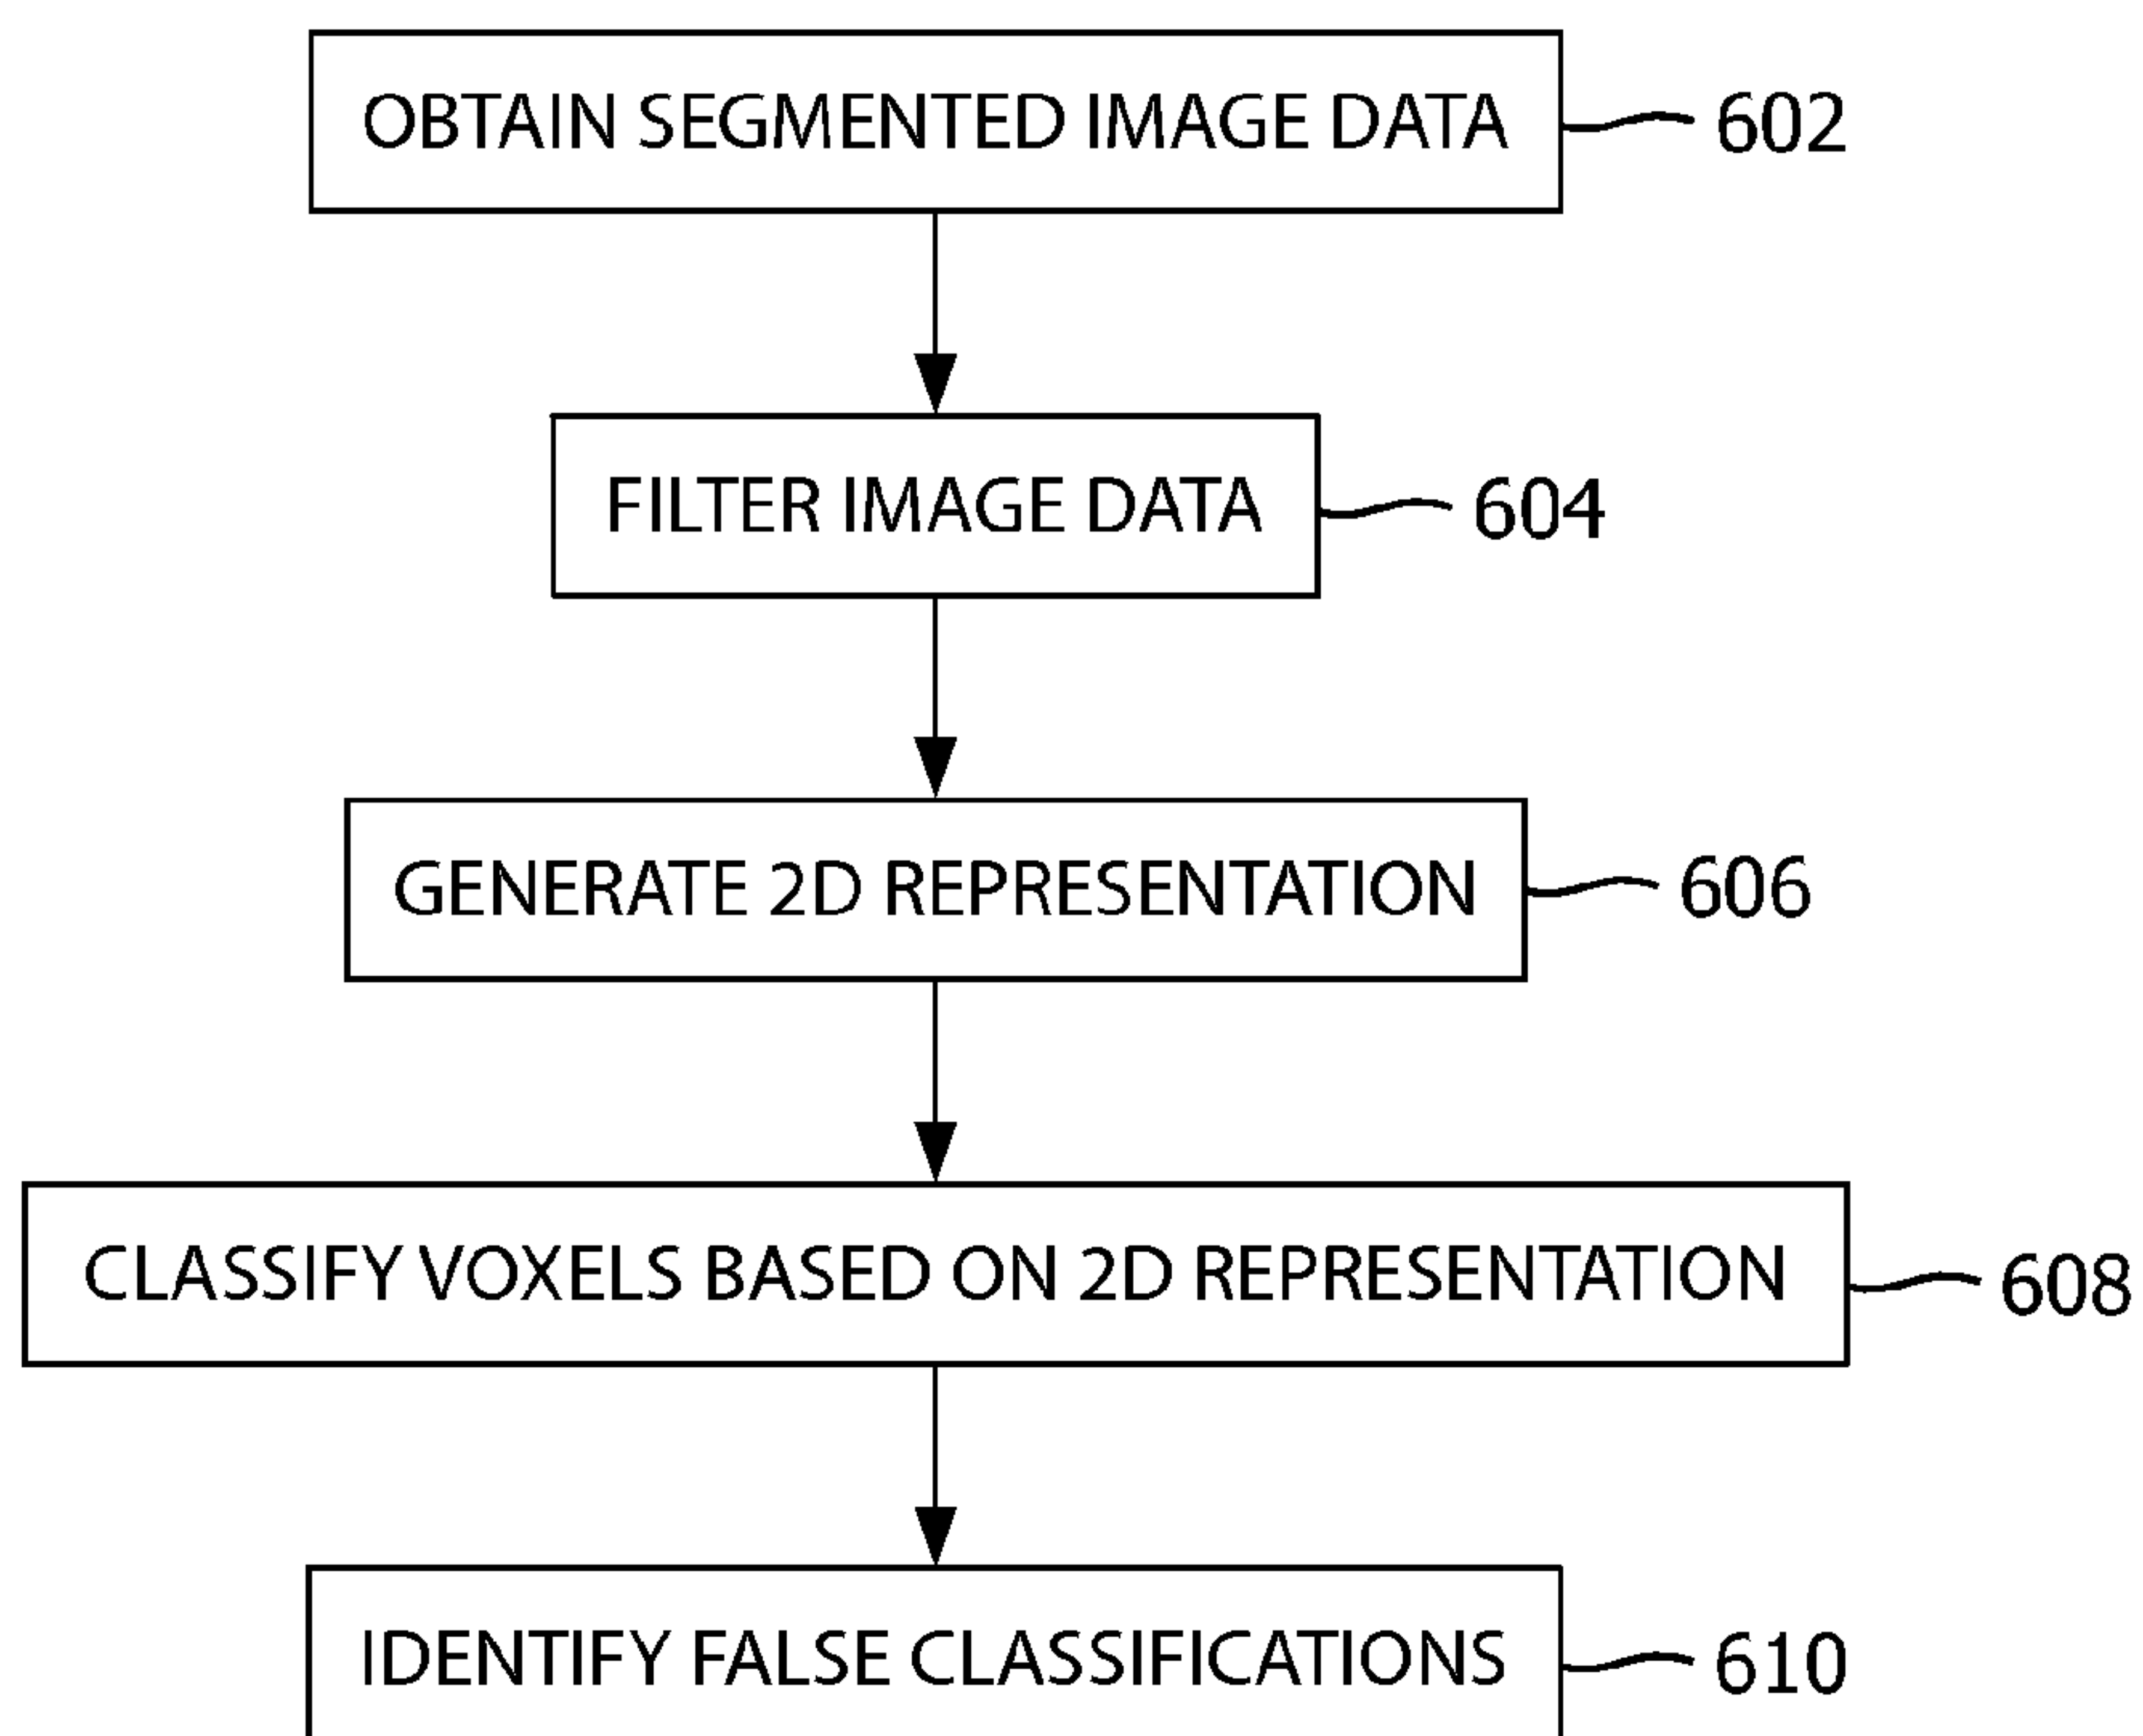 OBTAIN SEGMENTED IMAGE DATA 602
FILTER IMAGE DATA 604
GENERATE 2D REPRESENTATION 606
CLASSIFY VOXELS BASED ON 2D REPRESENTATION 608
IDENTIFY FALSE CLASSIFICATIONS 610